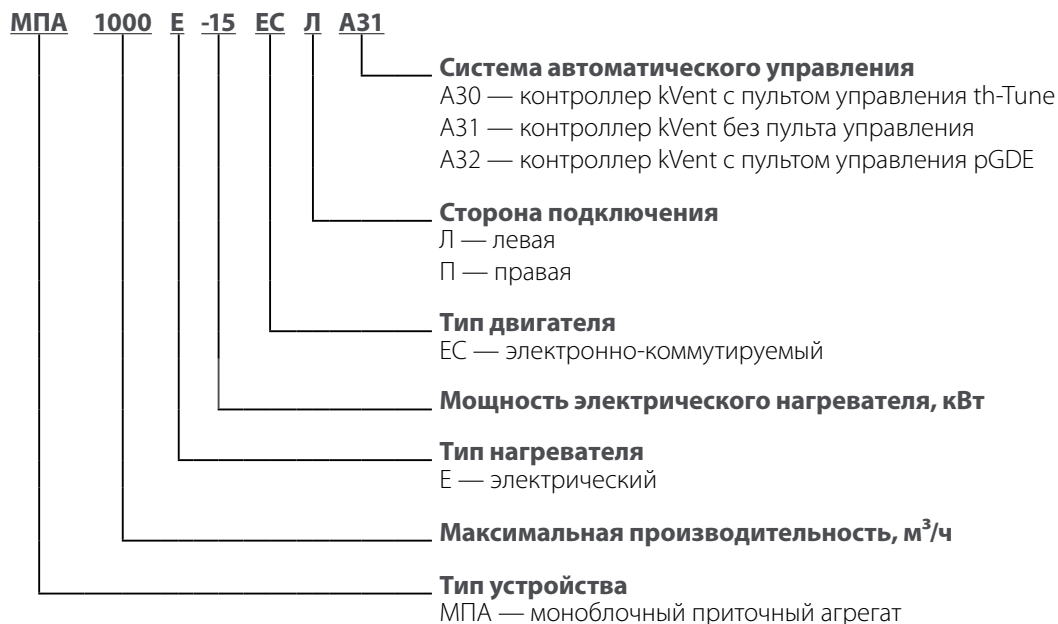 МПА 1000 Е -15 ЕС Л А31
Система автоматического управления
А30 — контроллер kVent с пультом управления th-Tune
А31 — контроллер kVent без пульта управления
А32 — контроллер kVent с пультом управления pGDE
Сторона подключения
Л — левая
П — правая
Тип двигателя
ЕС — электронно-коммутируемый
Мощность электрического нагревателя, кВт
Тип нагревателя
Е — электрический
Максимальная производительность, м³/ч
Тип устройства
МПА — моноблочный приточный агрегат